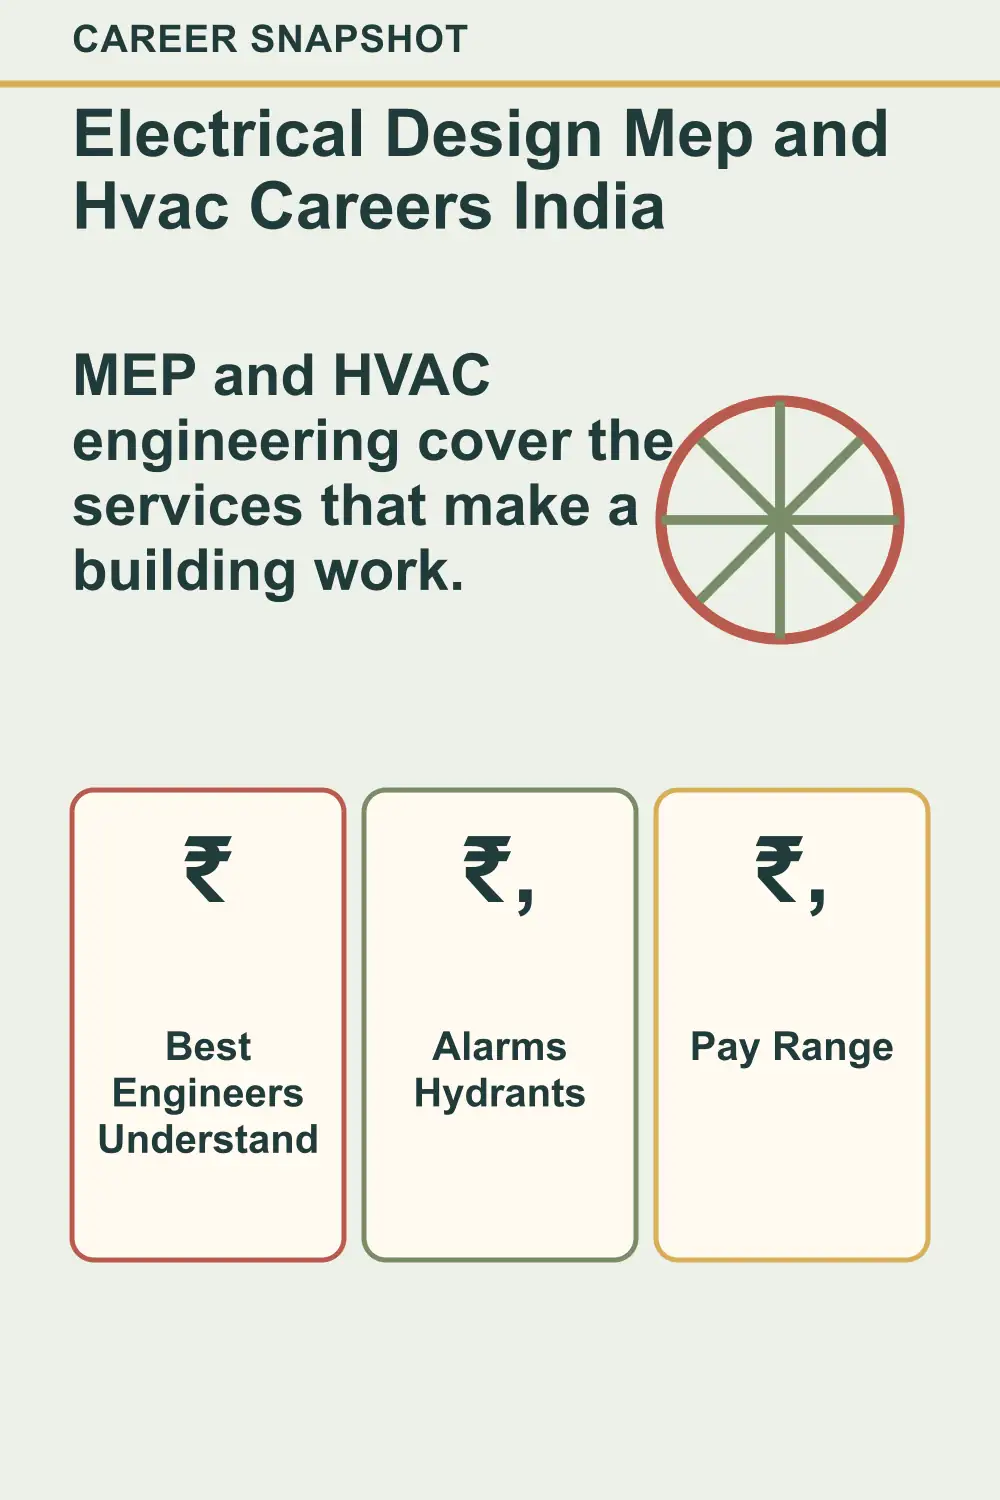 CAREER SNAPSHOT
Electrical Design Mep and
Hvac Careers India
MEP and HVAC
engineering cover the
services that make a
building work.
₹
Best
Engineers
Understand
₹,
Alarms
Hydrants
₹,
Pay Range